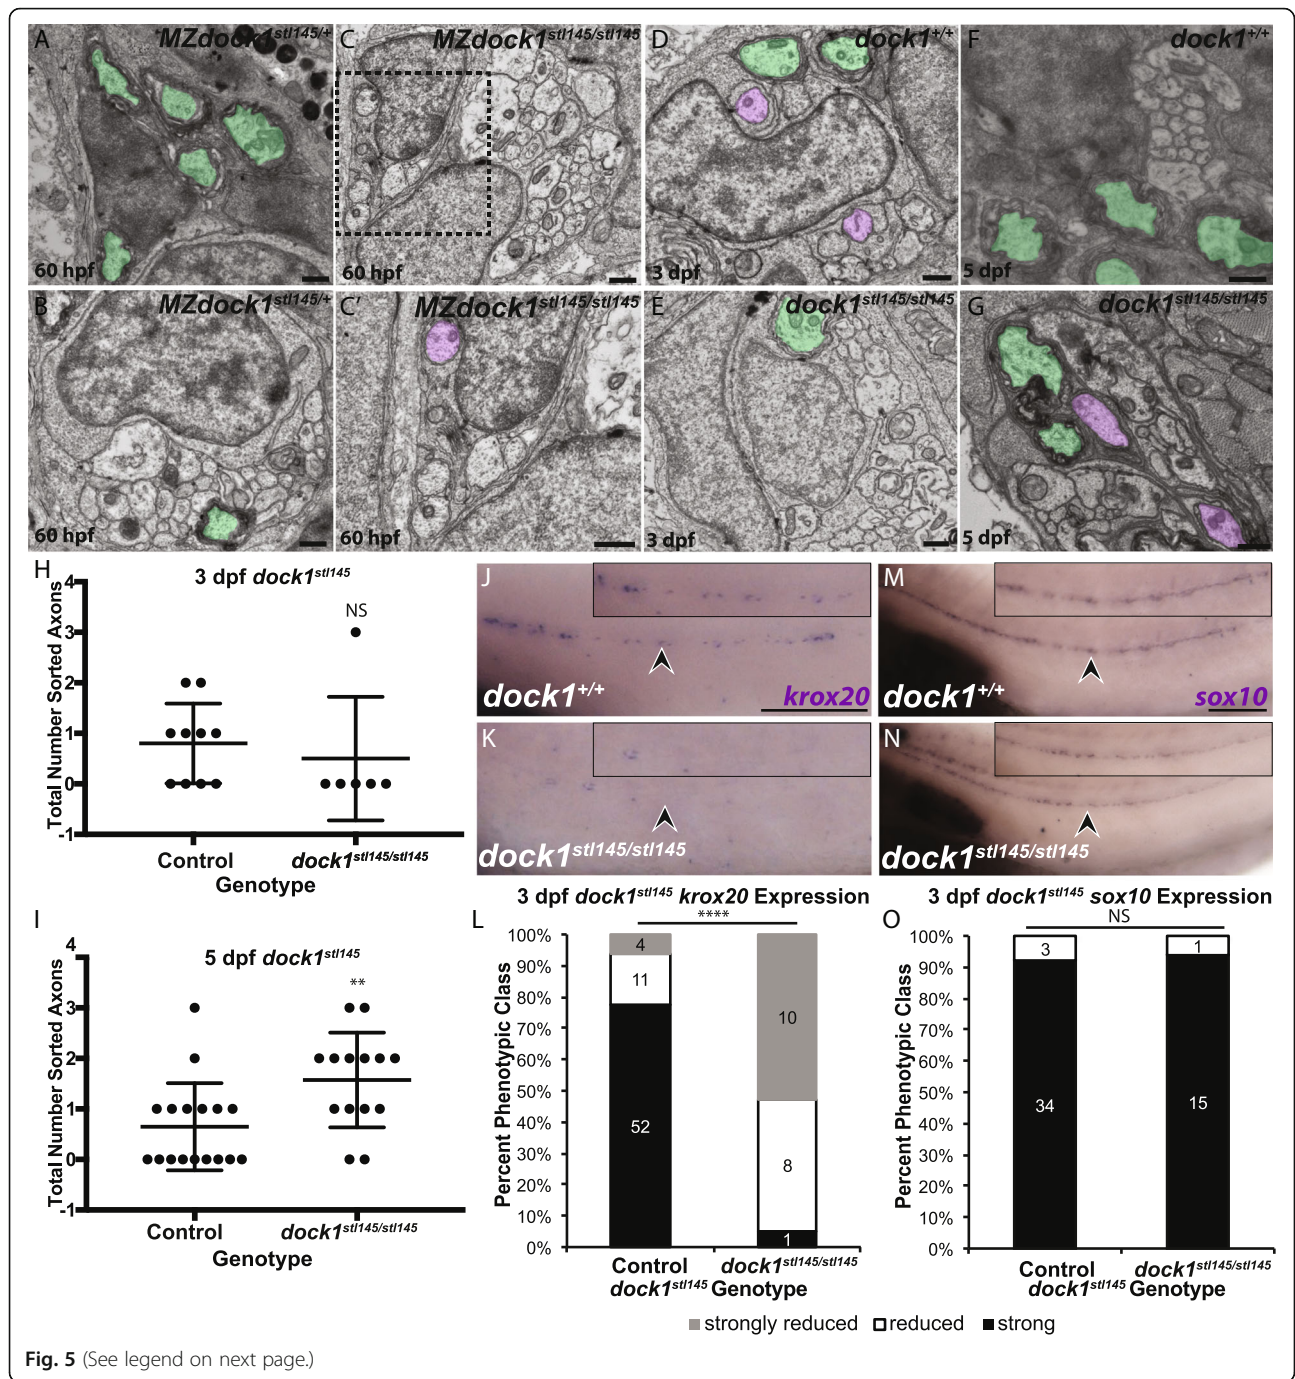 A MZdock1stl145/+
60 hpf
C MZdock1stl145/stl145
60 hpf
D dock1+/+
3 dpf
F dock1+/+
5 dpf
B MZdock1stl145/+
60 hpf
C' MZdock1stl145/stl145
60 hpf
E dock1stl145/stl145
3 dpf
G dock1stl145/stl145
5 dpf
H
3 dpf dock1stl145
Total Number Sorted Axons
4
3
2
1
0
-1
NS
Control dock1stl145/stl145
Genotype
I
5 dpf dock1stl145
Total Number Sorted Axons
4
3
2
1
0
-1
**
Control dock1stl145/stl145
Genotype
J
dock1+/+ krox20
K
dock1stl145/stl145
M
dock1+/+ sox10
N
dock1stl145/stl145
L
3 dpf dock1stl145 krox20 Expression
****
Percent Phenotypic Class
100%
90%
80%
70%
60%
50%
40%
30%
20%
10%
0%
4
11
52
10
8
1
Control dock1stl145/stl145
dock1stl145 Genotype
O
3 dpf dock1stl145 sox10 Expression
NS
Percent Phenotypic Class
100%
90%
80%
70%
60%
50%
40%
30%
20%
10%
0%
3
34
1
15
Control dock1stl145/stl145
dock1stl145 Genotype
strongly reduced reduced strong
Fig. 5 (See legend on next page.)